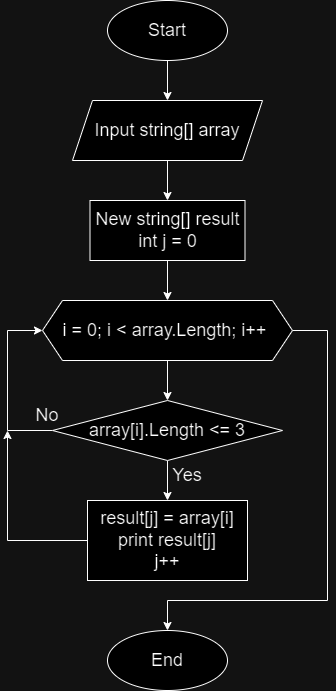 Start
Input string[] array
New string[] result
int j = 0
i = 0; i < array.Length; i++
No
array[i].Length <= 3
Yes
result[j] = array[i]
print result[j]
j++
End